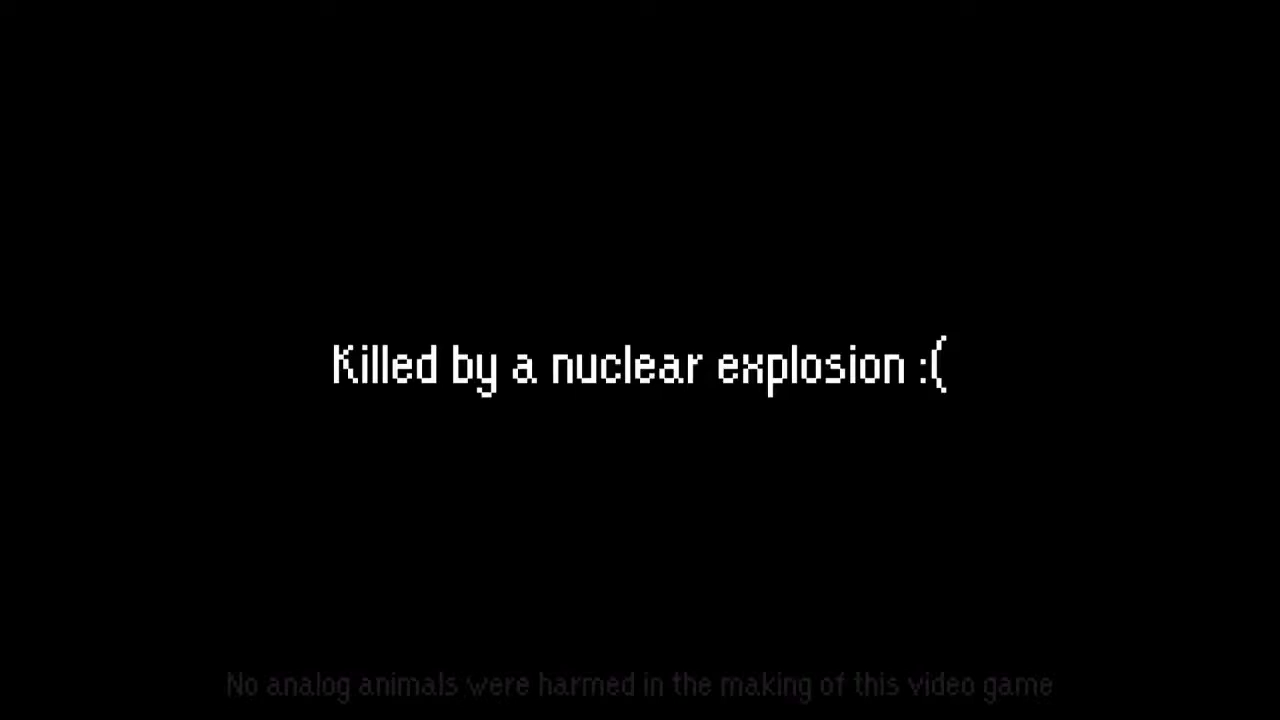 Killed by a nuclear explosion :(
No analog animals were harmed in the making of this video game